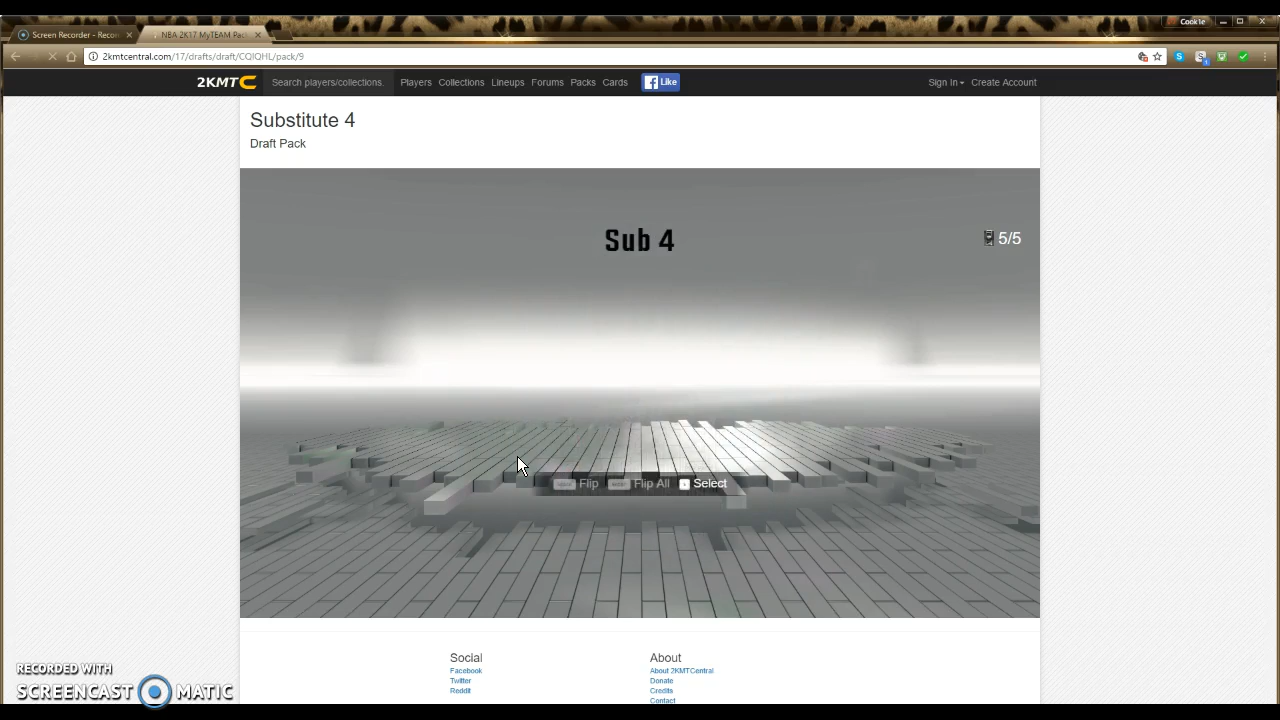 Cookie
Screen Recorder - Recor
NBA 2K17 MyTEAM Pac
2kmtcentral.com/17/drafts/draft/CQIQHL/pack/9
2KMTC
Search players/collections.
Players
Collections
Lineups
Forums
Packs
Cards
Like
Sign In
Create Account
Substitute 4
Draft Pack
Sub 4
5/5
Flip
Flip All
Select
Social
About
Facebook
About 2KMTCentral
Twitter
Donate
Reddit
Credits
Contact
RECORDED WITH
SCREENCAST MATIC